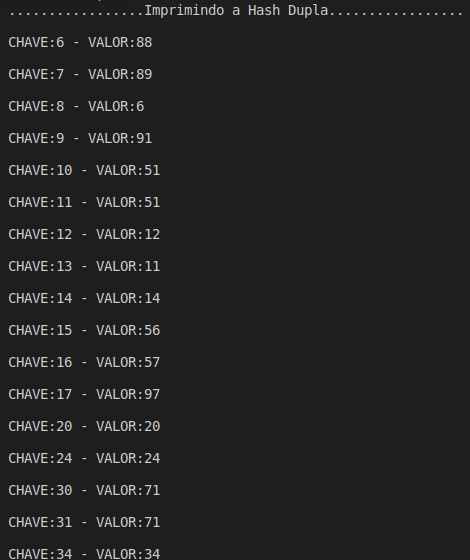 .................Imprimindo a Hash Dupla.................
CHAVE:6 - VALOR:88
CHAVE:7 - VALOR:89
CHAVE:8 - VALOR:6
CHAVE:9 - VALOR:91
CHAVE:10 - VALOR:51
CHAVE:11 - VALOR:51
CHAVE:12 - VALOR:12
CHAVE:13 - VALOR:11
CHAVE:14 - VALOR:14
CHAVE:15 - VALOR:56
CHAVE:16 - VALOR:57
CHAVE:17 - VALOR:97
CHAVE:20 - VALOR:20
CHAVE:24 - VALOR:24
CHAVE:30 - VALOR:71
CHAVE:31 - VALOR:71
CHAVE:34 - VALOR:34